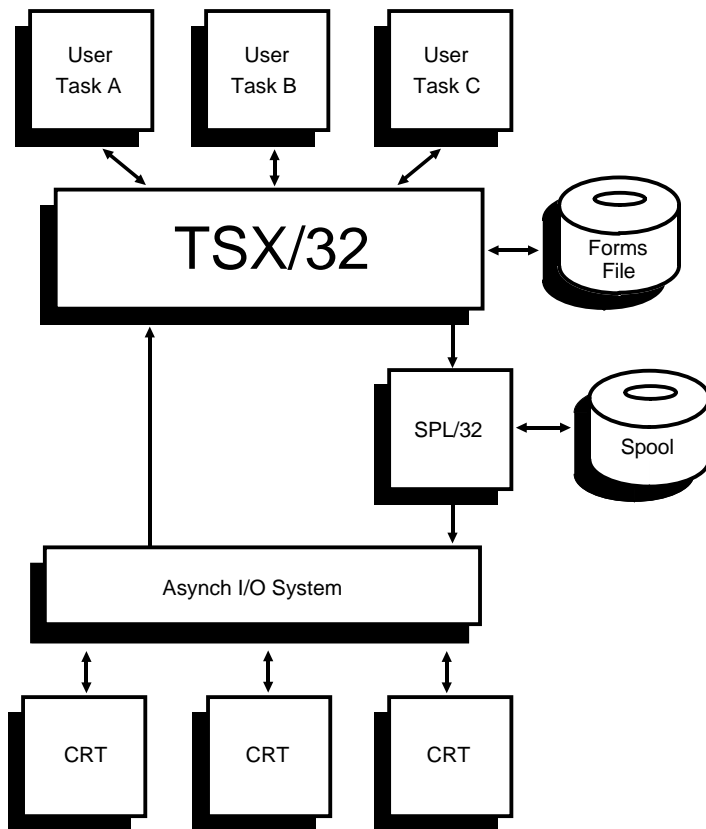 User
Task A
User
Task B
User
Task C
TSX/32
Forms
File
SPL/32
Spool
Asynch I/O System
CRT
CRT
CRT